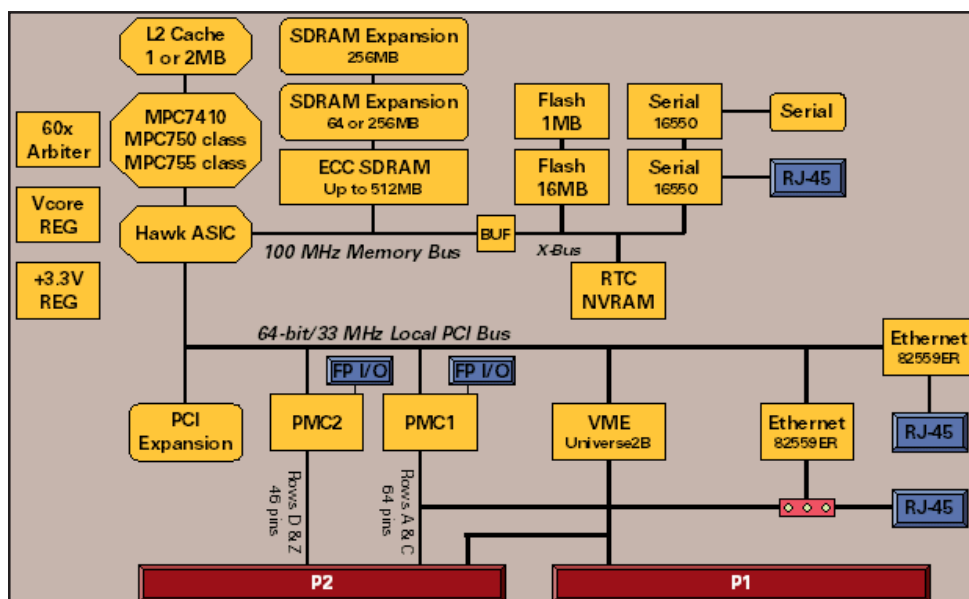 L2 Cache
1 or 2MB
SDRAM Expansion
256MB
MPC7410
MPC750 class
MPC755 class
SDRAM Expansion
64 or 256MB
Flash
1MB
Serial
16550
Serial
60x
Arbiter
ECC SDRAM
Up to 512MB
Flash
16MB
Serial
16550
RJ-45
Vcore
REG
Hawk ASIC
BUF
100 MHz Memory Bus
X-Bus
+3.3V
REG
RTC
NVRAM
64-bit/33 MHz Local PCI Bus
Ethernet
82559ER
FP I/O
FP I/O
PCI
Expansion
PMC2
PMC1
VME
Universe2B
Ethernet
82559ER
RJ-45
Rows D & Z
46 pins
Rows A & C
64 pins
RJ-45
P2
P1